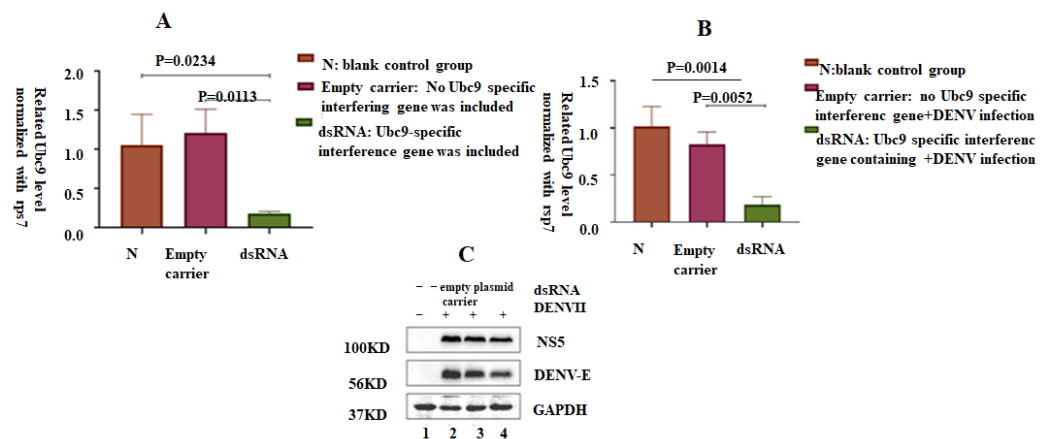 A
P=0.0234
P=0.0113
2.0
1.5
1.0
0.5
0.0
Related Ubc9 level
normalized with rps7
N
Empty
carrier
dsRNA
N: blank control group
Empty carrier: No Ubc9 specific
interfering gene was included
dsRNA: Ubc9-specific
interference gene was included
B
P=0.0014
P=0.0052
1.5
1.0
0.5
0.0
Related Ubc9 level
normalized with rsp7
N
Empty
carrier
dsRNA
N:blank control group
Empty carrier: no Ubc9 specific
interferenc gene+DENV infection
dsRNA: Ubc9 specific interferenc
gene containing +DENV infection
C
− − empty plasmid
carrier
dsRNA
− + + + DENVII
100KD NS5
56KD DENV-E
37KD GAPDH
1 2 3 4